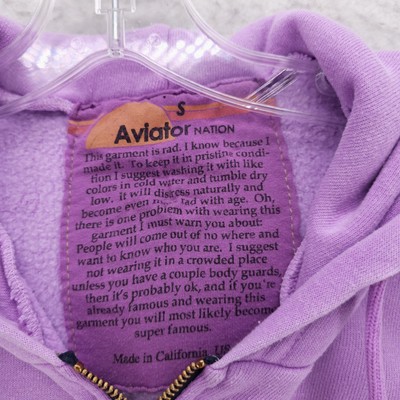 S
Aviator NATION
This garment is rad. I know because I
made it. To keep it in pristine condi-
tion I suggest washing it with like
colors in cold water and tumble dry
low. it will distress naturally and
become even more rad with age. Oh,
there is one problem with wearing this
garment I must warn you about:
People will come out of no where and
want to know who you are. I suggest
not wearing it in a crowded place
unless you have a couple body guards,
then it's probably ok, and if you're
already famous and wearing this
garment you will most likely become
super famous.
Made in California,